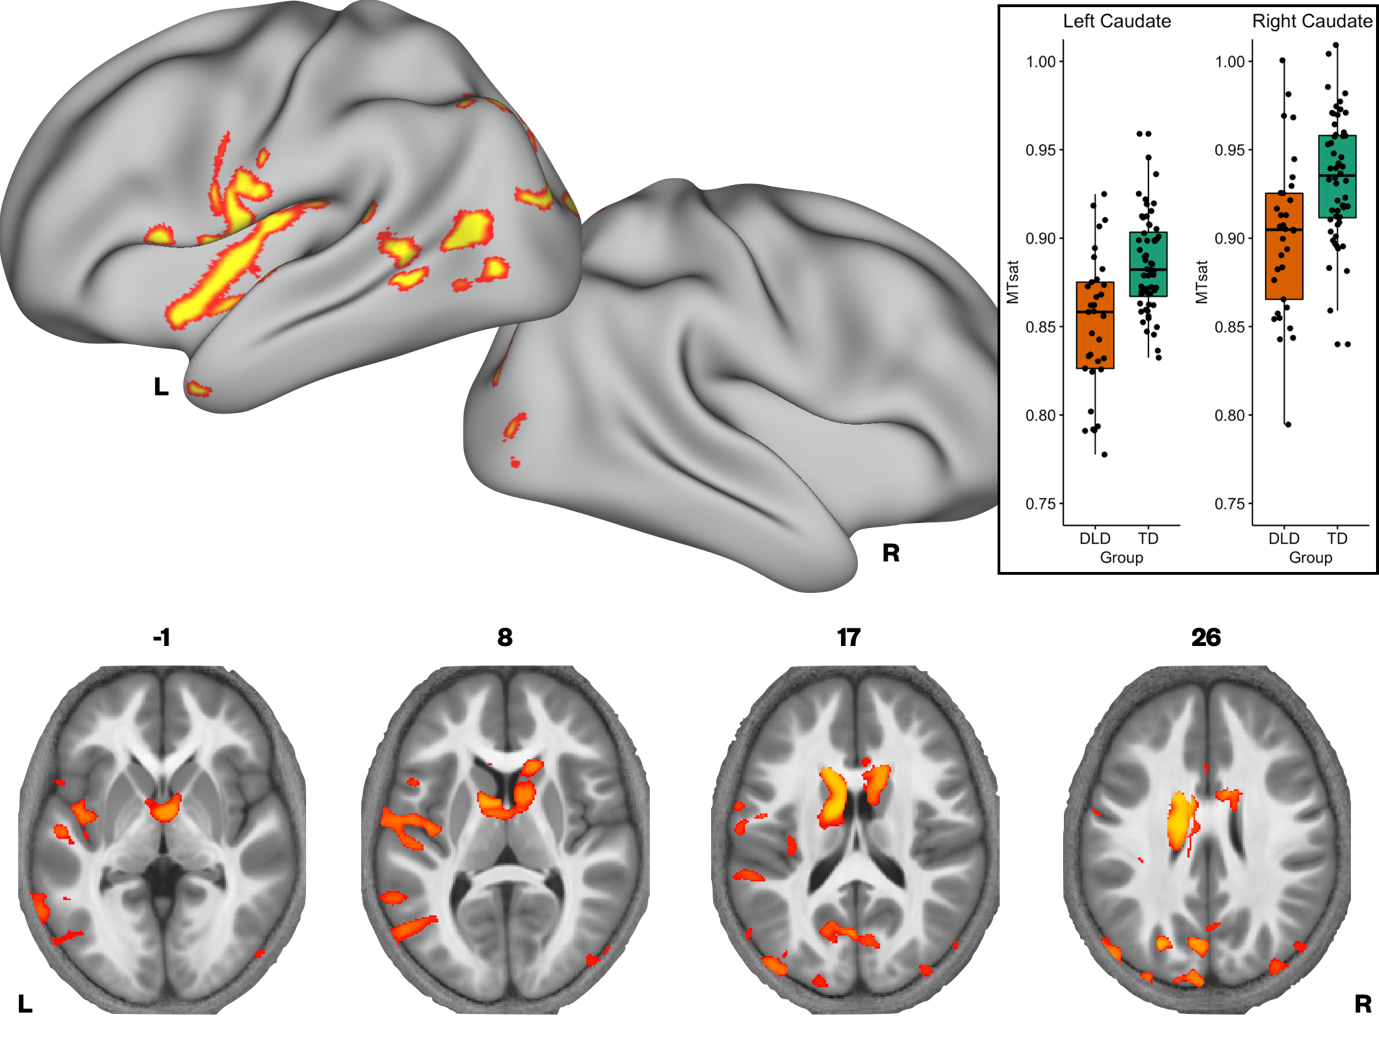 Left Caudate
Right Caudate
1.00
0.95
0.90
0.85
0.80
0.75
MTsat
DLD TD
Group
1.00
0.95
0.90
0.85
0.80
0.75
MTsat
DLD TD
Group
L
R
-1 8 17 26
L R